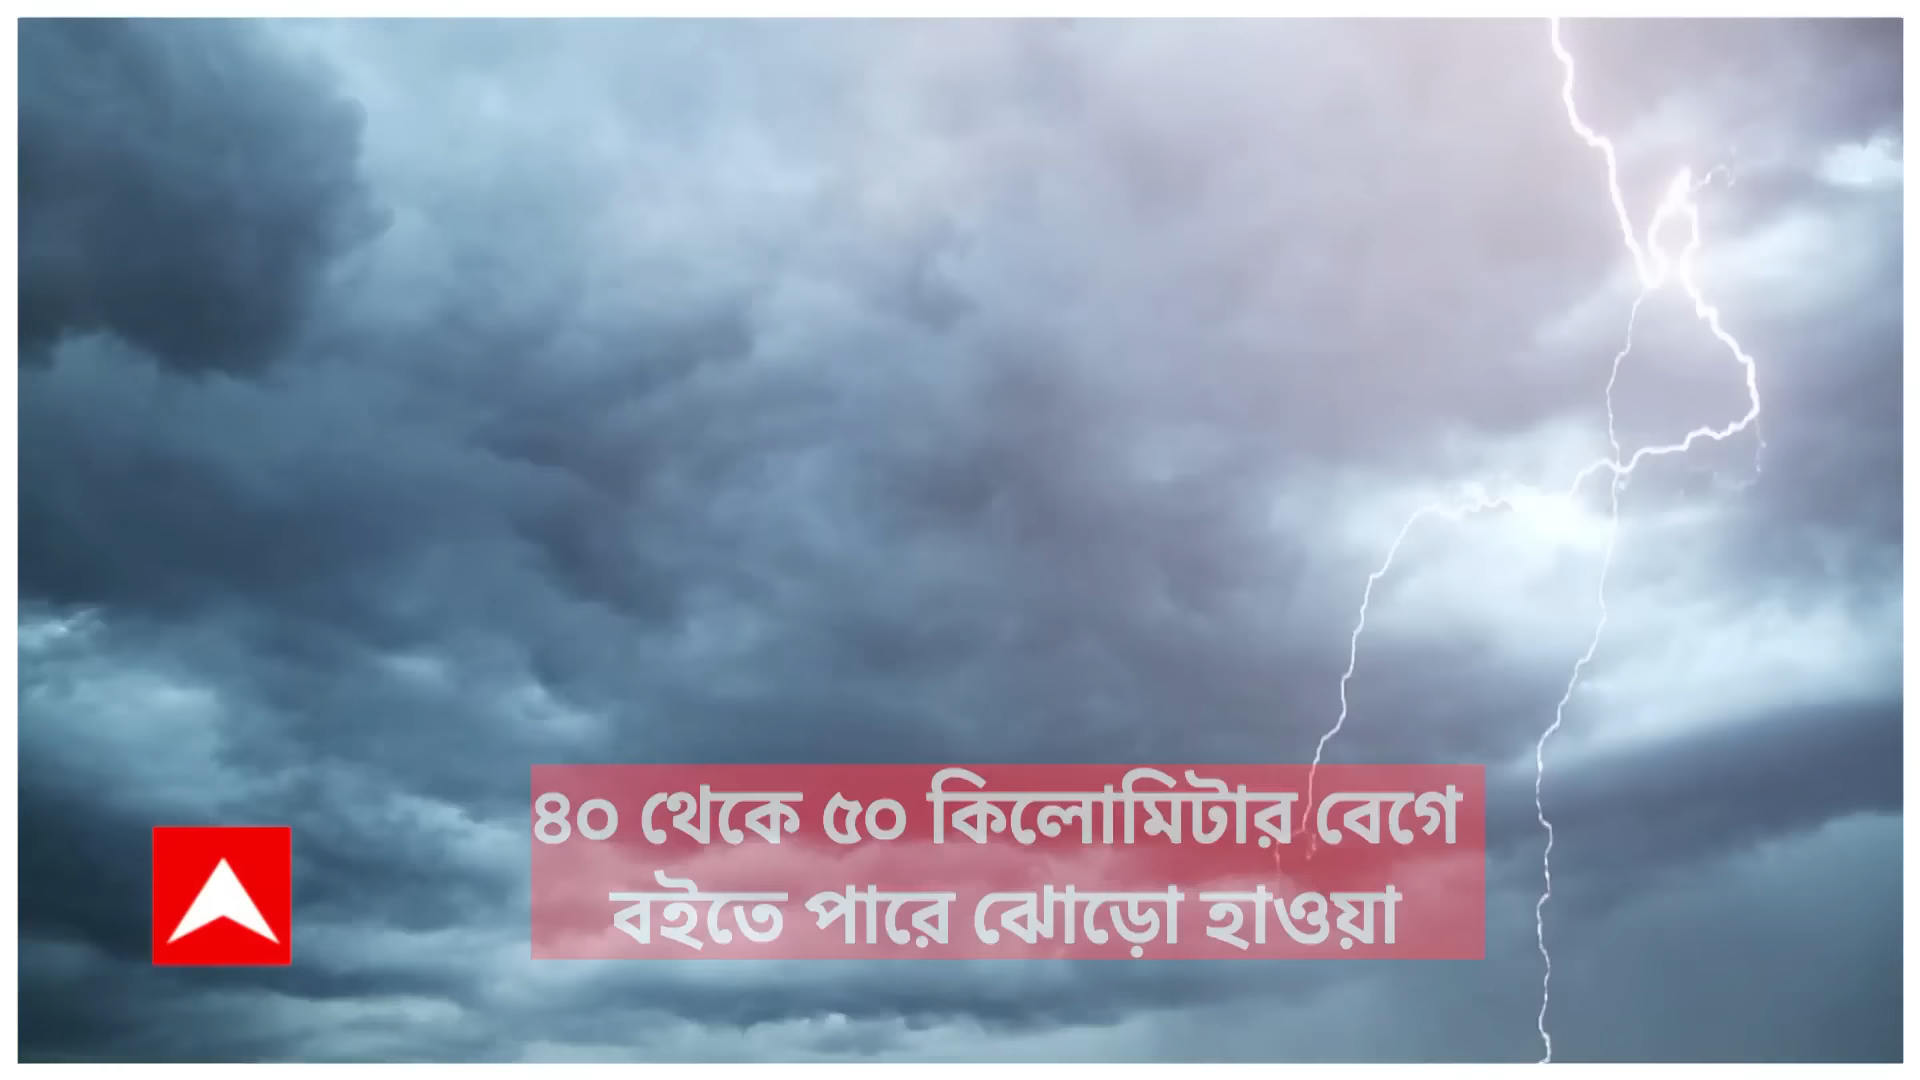 ৪০ থেকে ৫০ কিলোমিটার বেগে
বইতে পারে ঝোড়ো হাওয়া